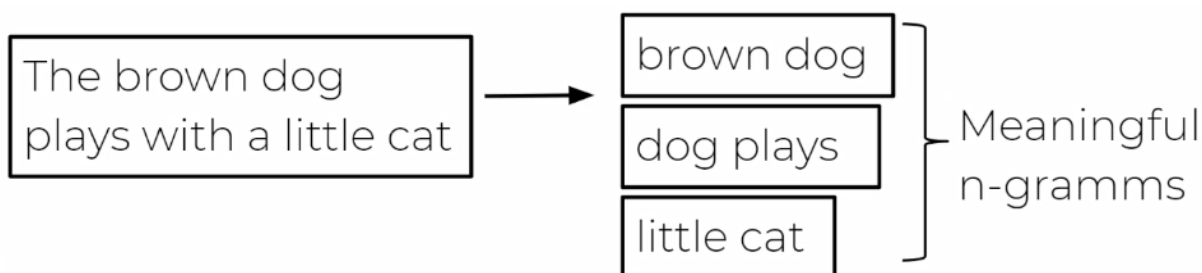 The brown dog
plays with a little cat
brown dog
dog plays
little cat
Meaningful
n-gramms